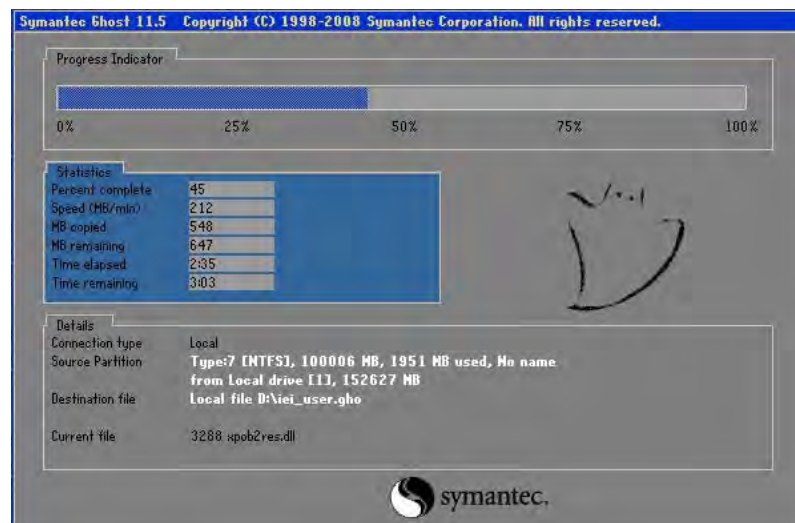 Symantec Ghost 11.5   Copyright (C) 1998-2008 Symantec Corporation. All rights reserved.
Progress Indicator
0% 25% 50% 75% 100%
Statistics
Percent complete 45
Speed (MB/min) 212
MB copied 548
MB remaining 647
Time elapsed 2:35
Time remaining 3:03
Details
Connection type Local
Source Partition Type:7 [NTFS], 100006 MB, 1951 MB used, No name
from Local drive [1], 152627 MB
Destination file Local file D:\iei_user.gho
Current file 3288 xpob2res.dll
symantec.